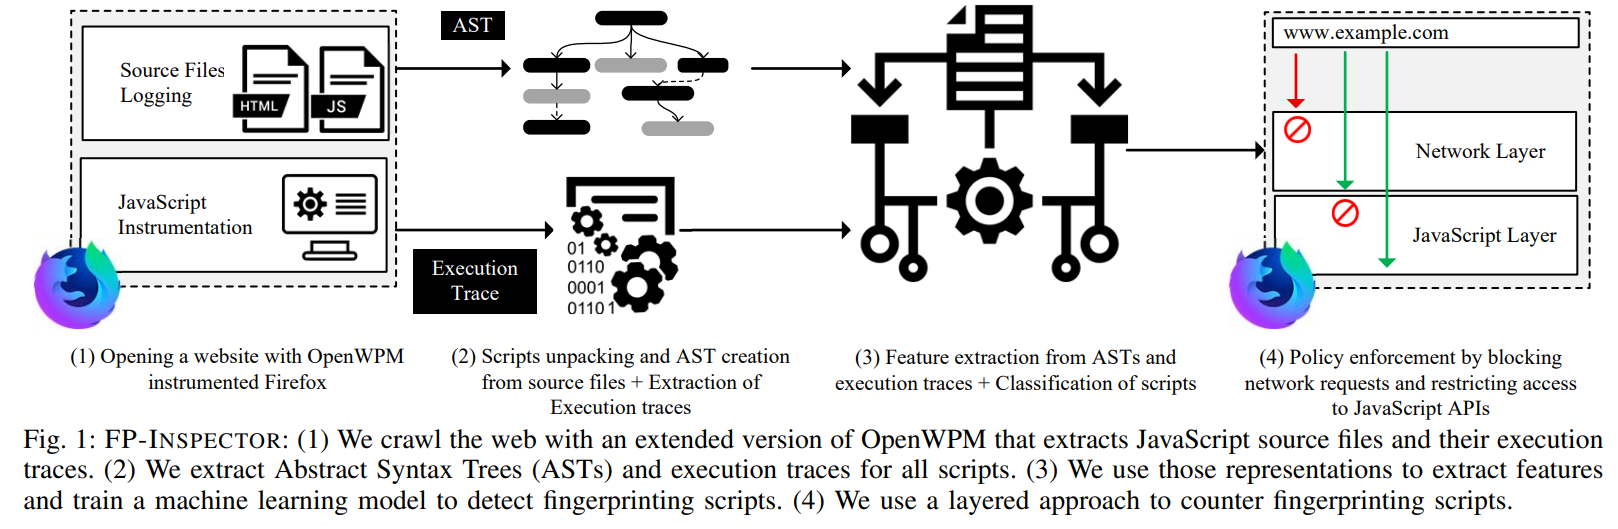 Source Files
Logging
HTML
JS
JavaScript
Instrumentation
AST
Execution
Trace
01
0110
0001
0110 1
www.example.com
Network Layer
JavaScript Layer
(1) Opening a website with OpenWPM
instrumented Firefox
(2) Scripts unpacking and AST creation
from source files + Extraction of
Execution traces
(3) Feature extraction from ASTs and
execution traces + Classification of scripts
(4) Policy enforcement by blocking
network requests and restricting access
to JavaScript APIs
Fig. 1: FP-INSPECTOR: (1) We crawl the web with an extended version of OpenWPM that extracts JavaScript source files and their execution
traces. (2) We extract Abstract Syntax Trees (ASTs) and execution traces for all scripts. (3) We use those representations to extract features
and train a machine learning model to detect fingerprinting scripts. (4) We use a layered approach to counter fingerprinting scripts.